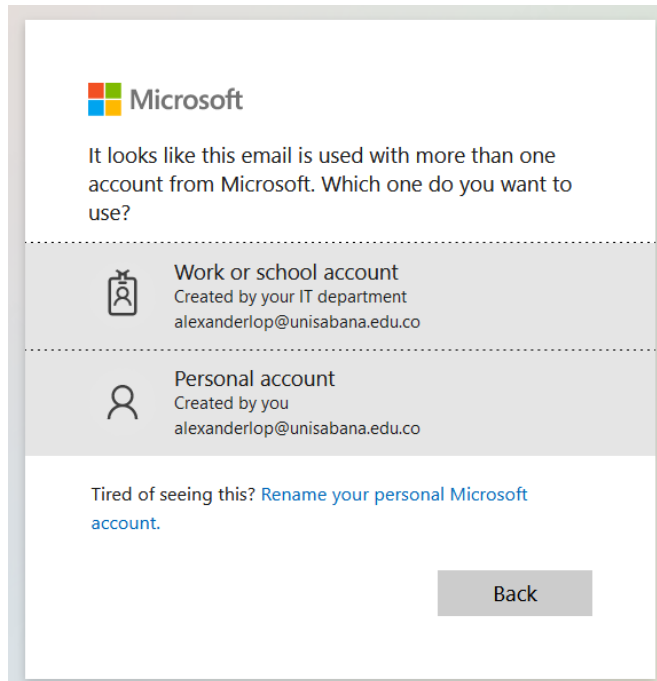 Microsoft
It looks like this email is used with more than one
account from Microsoft. Which one do you want to
use?
Work or school account
Created by your IT department
alexanderlop@unisabana.edu.co
Personal account
Created by you
alexanderlop@unisabana.edu.co
Tired of seeing this? Rename your personal Microsoft
account.
Back